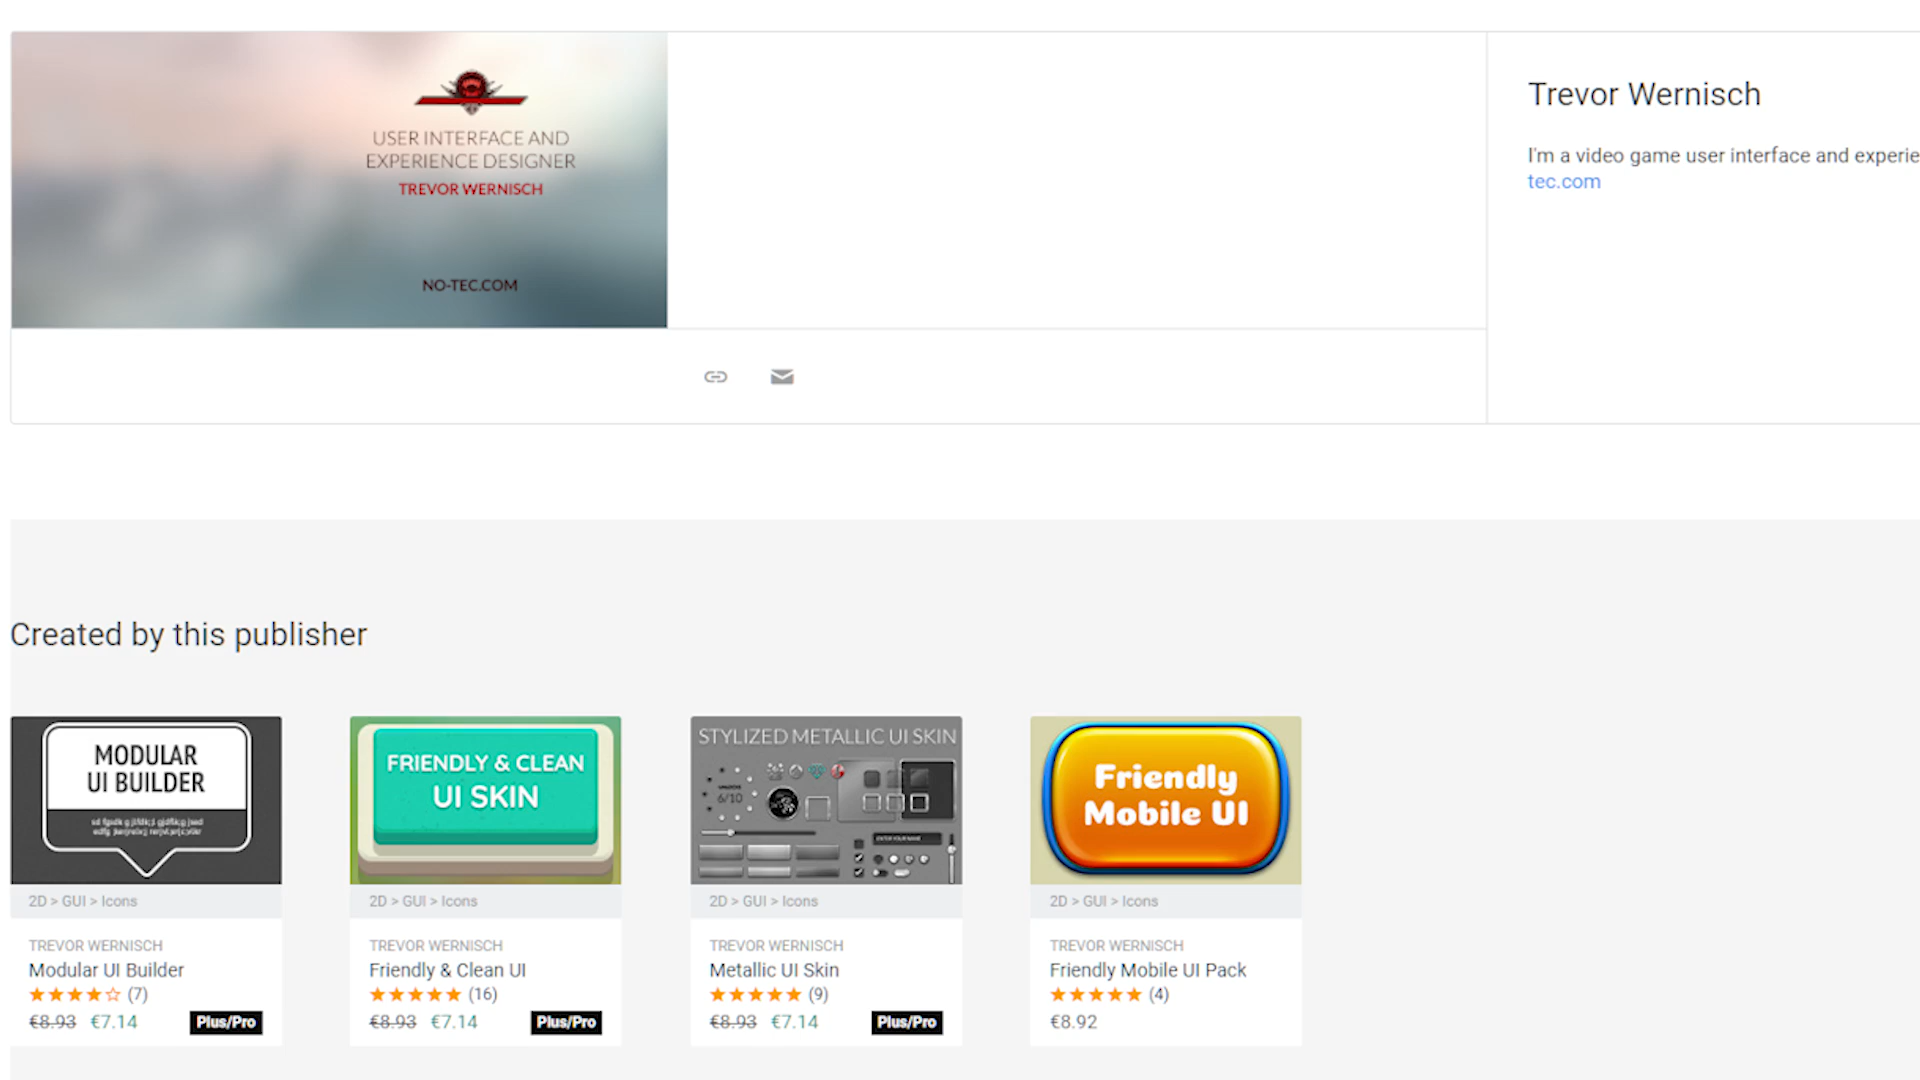 USER INTERFACE AND
EXPERIENCE DESIGNER
TREVOR WERNISCH
NO-TEC.COM
Trevor Wernisch
I'm a video game user interface and experie
tec.com
Created by this publisher
MODULAR
UI BUILDER
2D > GUI > Icons
TREVOR WERNISCH
Modular UI Builder
(7)
€8.93 €7.14 Plus/Pro
FRIENDLY & CLEAN
UI SKIN
2D > GUI > Icons
TREVOR WERNISCH
Friendly & Clean UI
(16)
€8.93 €7.14 Plus/Pro
STYLIZED METALLIC UI SKIN
6/10
ENTER YOUR NAME
2D > GUI > Icons
TREVOR WERNISCH
Metallic UI Skin
(9)
€8.93 €7.14 Plus/Pro
Friendly
Mobile UI
2D > GUI > Icons
TREVOR WERNISCH
Friendly Mobile UI Pack
(4)
€8.92